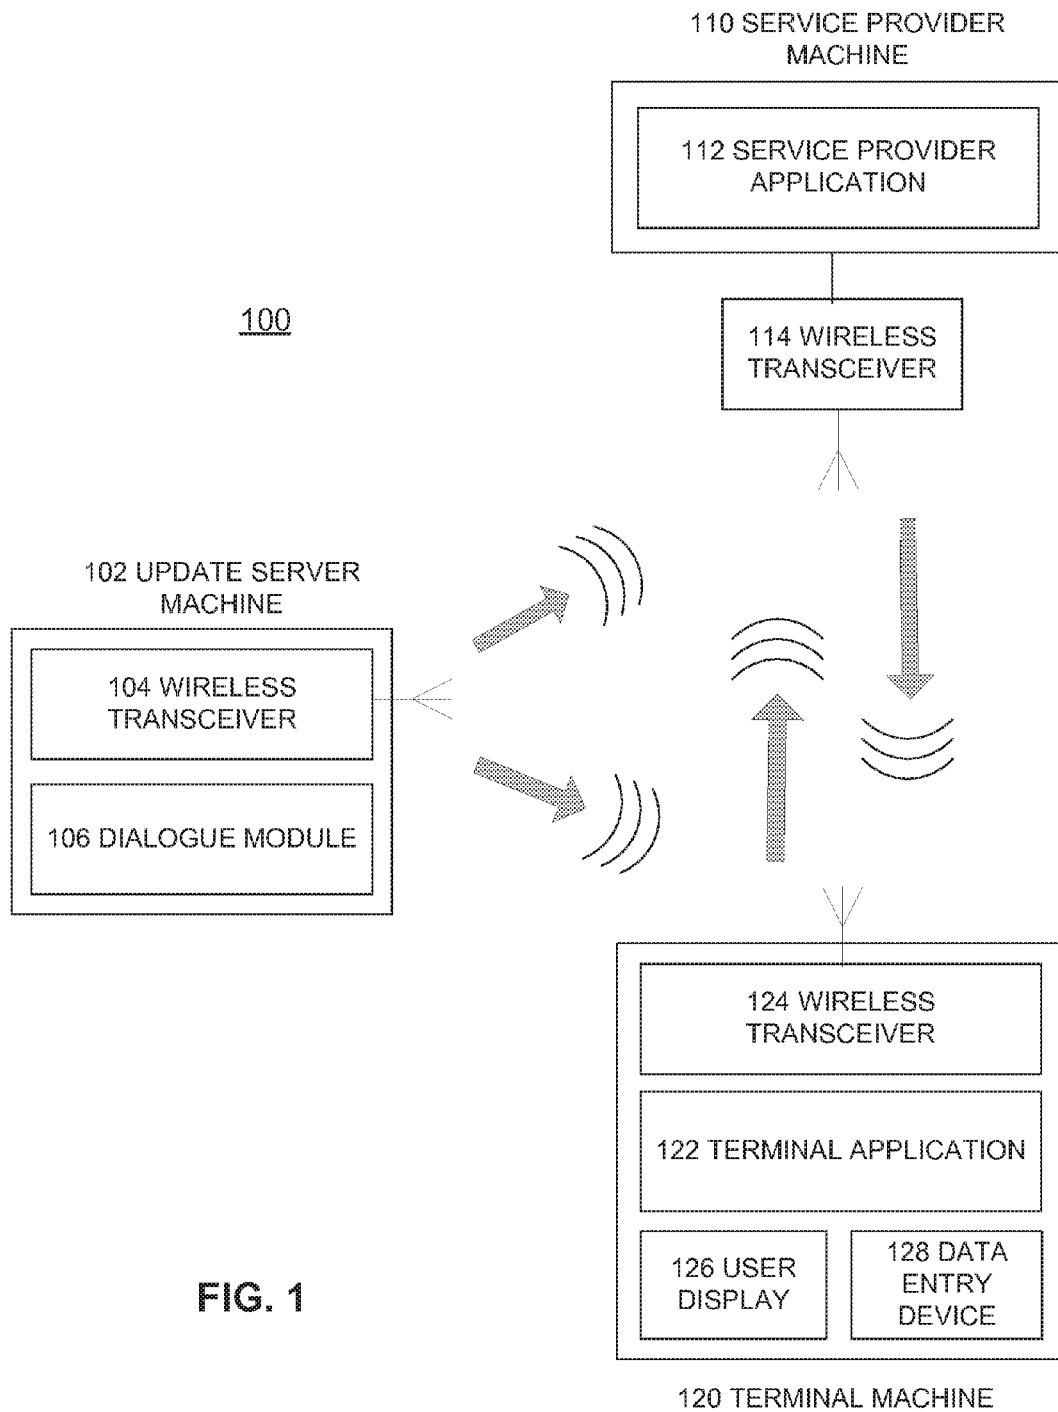 110 SERVICE PROVIDER
MACHINE
112 SERVICE PROVIDER
APPLICATION
100
114 WIRELESS
TRANSCEIVER
102 UPDATE SERVER
MACHINE
104 WIRELESS
TRANSCEIVER
106 DIALOGUE MODULE
124 WIRELESS
TRANSCEIVER
122 TERMINAL APPLICATION
126 USER
DISPLAY
128 DATA
ENTRY
DEVICE
FIG. 1
120 TERMINAL MACHINE